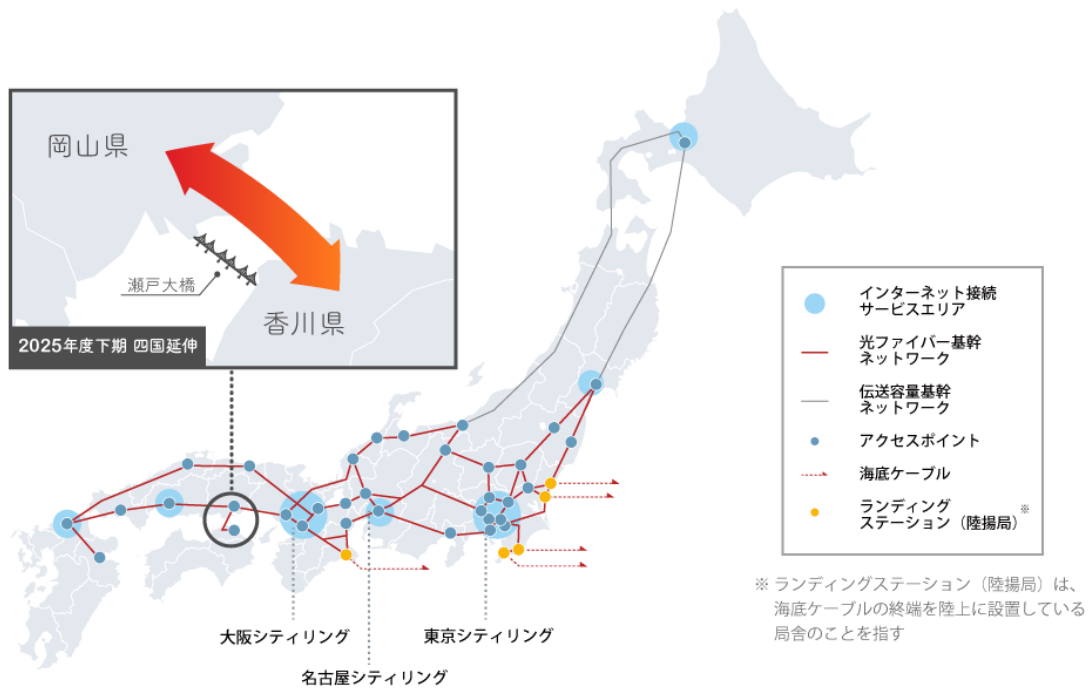 岡山県
瀬戸大橋
香川県
2025年度下期 四国延伸
大阪シティリング
名古屋シティリング
東京シティリング
インターネット接続
サービスエリア
光ファイバー基幹
ネットワーク
伝送容量基幹
ネットワーク
アクセスポイント
海底ケーブル
ランディング
ステーション（陸揚局）※
※ ランディングステーション（陸揚局）は、
海底ケーブルの終端を陸上に設置している
局舎のことを指す